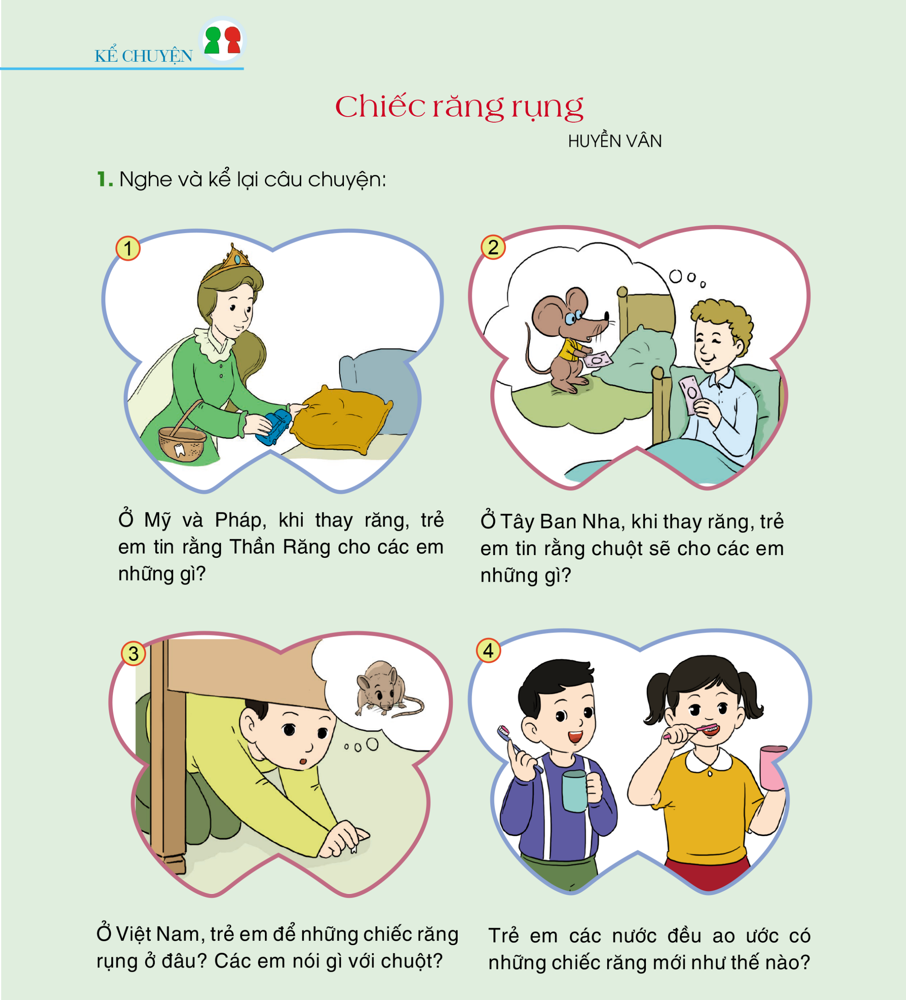 KỂ CHUYỆN
Chiếc răng rụng
HUYỀN VÂN
1. Nghe và kể lại câu chuyện:
1
Ở Mỹ và Pháp, khi thay răng, trẻ
em tin rằng Thần Răng cho các em
những gì?
2
Ở Tây Ban Nha, khi thay răng, trẻ
em tin rằng chuột sẽ cho các em
những gì?
3
Ở Việt Nam, trẻ em để những chiếc răng
rụng ở đâu? Các em nói gì với chuột?
4
Trẻ em các nước đều ao ước có
những chiếc răng mới như thế nào?